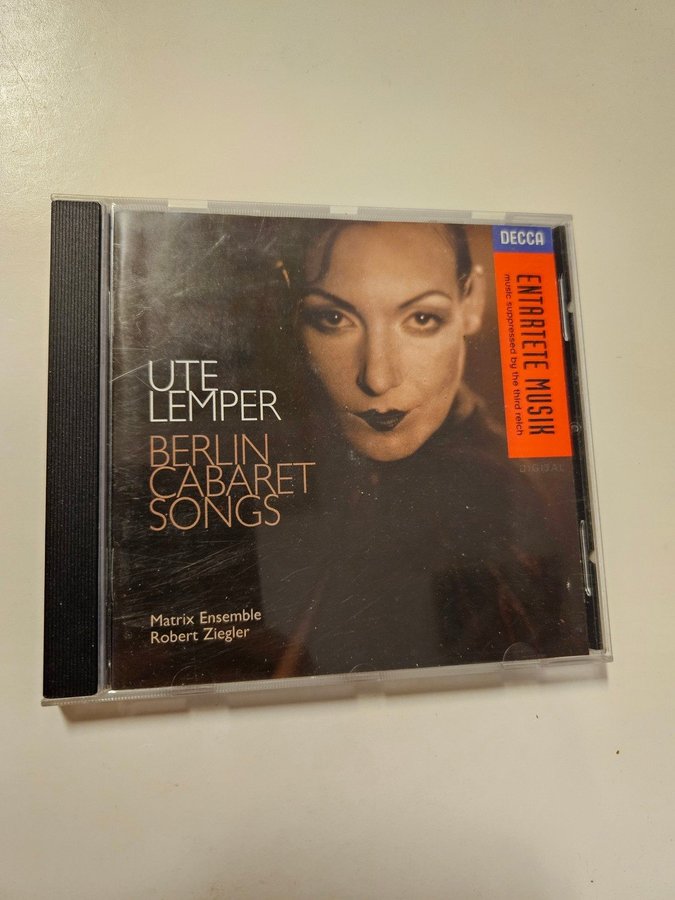 DECCA
ENTARTETE MUSIK
music suppressed by the third reich
DIGITAL
UTE
LEMPER
BERLIN
CABARET
SONGS
Matrix Ensemble
Robert Ziegler